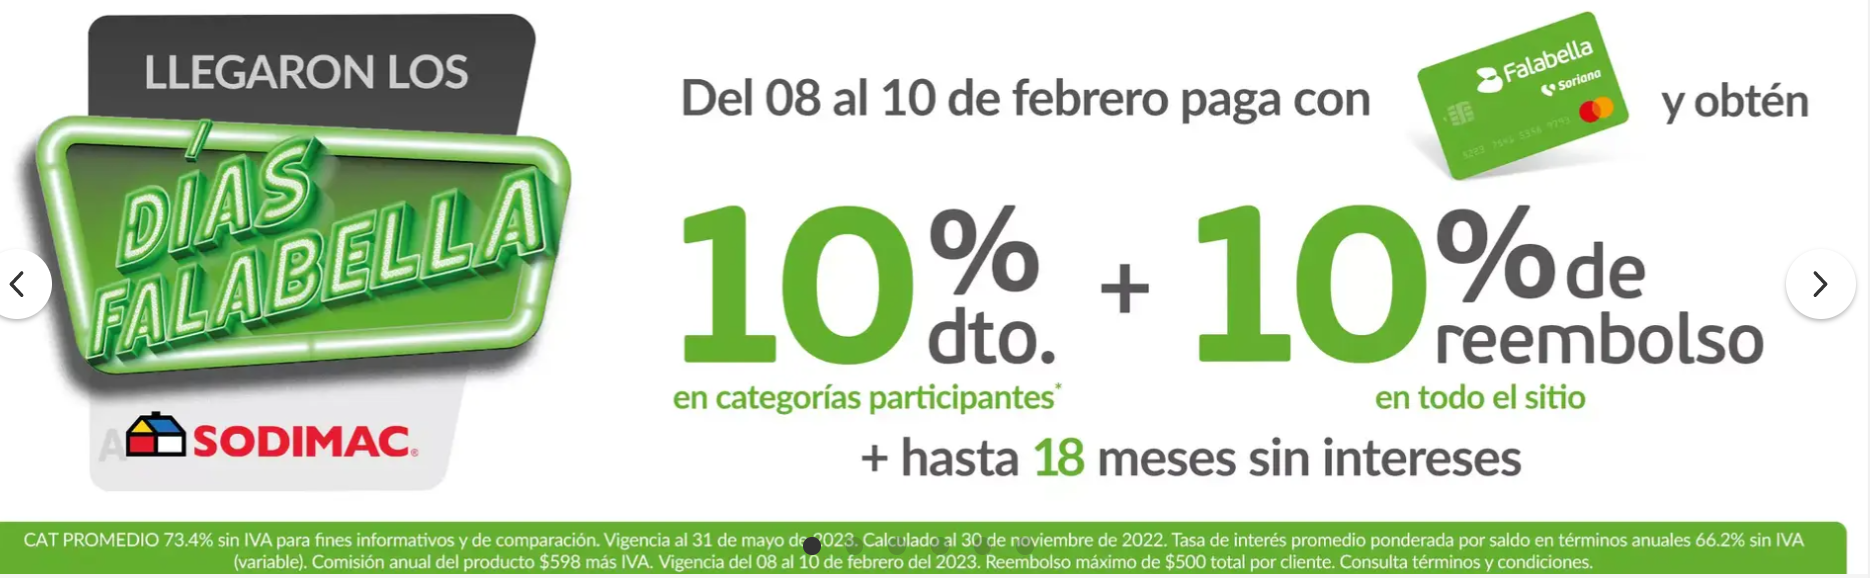 LLEGARON LOS
DÍAS
FALABELLA
SODIMAC
Del 08 al 10 de febrero paga con
Falabella
Soriana
y obtén
10% dto.
en categorías participantes*
+
10% de reembolso
en todo el sitio
+ hasta 18 meses sin intereses
CAT PROMEDIO 73.4% sin IVA para fines informativos y de comparación. Vigencia al 31 de mayo de 2023. Calculado al 30 de noviembre de 2022. Tasa de interés promedio ponderada por saldo en términos anuales 66.2% sin IVA
(variable). Comisión anual del producto $598 más IVA. Vigencia del 08 al 10 de febrero del 2023. Reembolso máximo de $500 total por cliente. Consulta términos y condiciones.